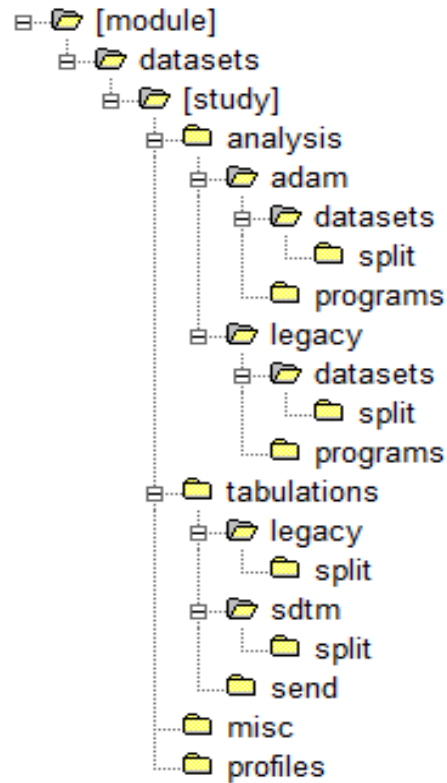 [module]
datasets
[study]
analysis
adam
datasets
split
programs
legacy
datasets
split
programs
tabulations
legacy
split
sdtm
split
send
misc
profiles